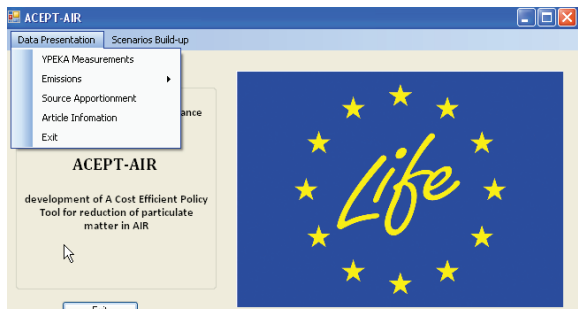 ACEPT-AIR
Data Presentation Scenarios Build-up
YPEKA Measurements
Emissions
Source Apportionment
Article Infomation
Exit
ance
ACEPT-AIR
development of A Cost Efficient Policy
Tool for reduction of particulate
matter in AIR
Life